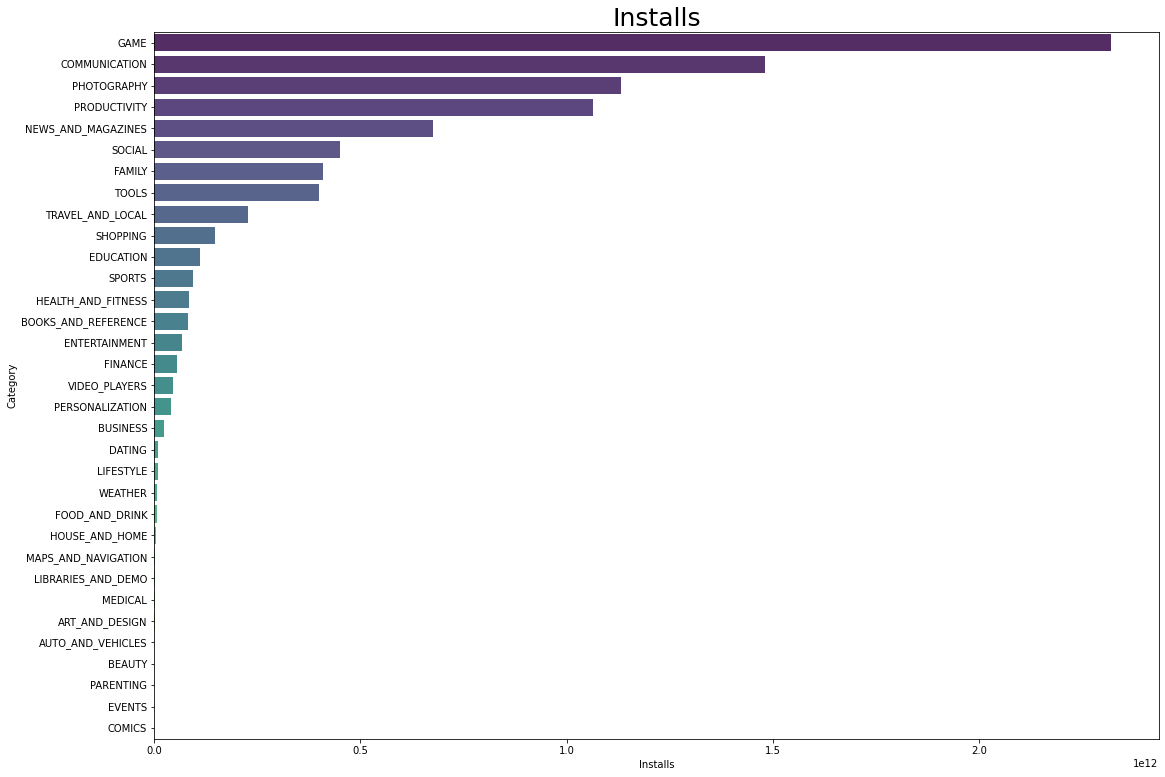 Installs
GAME
COMMUNICATION
PHOTOGRAPHY
PRODUCTIVITY
NEWS_AND_MAGAZINES
SOCIAL
FAMILY
TOOLS
TRAVEL_AND_LOCAL
SHOPPING
EDUCATION
SPORTS
HEALTH_AND_FITNESS
BOOKS_AND_REFERENCE
ENTERTAINMENT
FINANCE
VIDEO_PLAYERS
PERSONALIZATION
BUSINESS
DATING
LIFESTYLE
WEATHER
FOOD_AND_DRINK
HOUSE_AND_HOME
MAPS_AND_NAVIGATION
LIBRARIES_AND_DEMO
MEDICAL
ART_AND_DESIGN
AUTO_AND_VEHICLES
BEAUTY
PARENTING
EVENTS
COMICS
Category
0.0 0.5 1.0 1.5 2.0
Installs
1e12